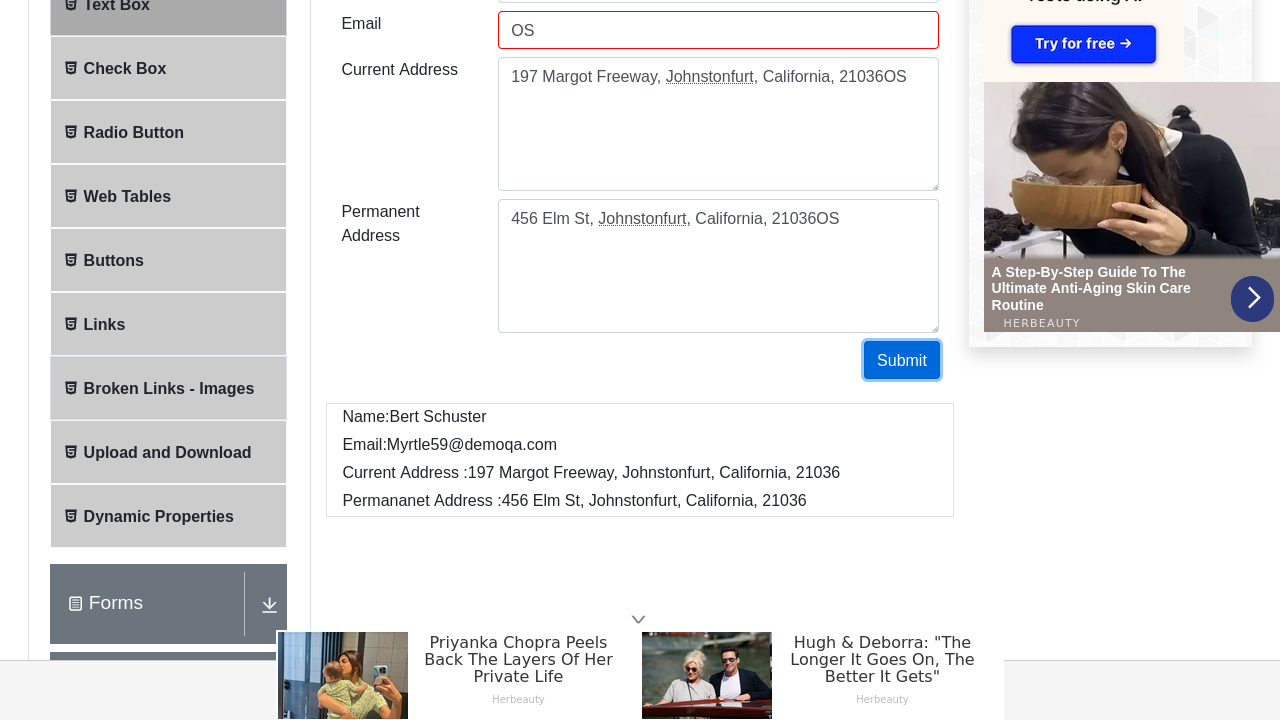 Text Box
Check Box
Radio Button
Web Tables
Buttons
Links
Broken Links - Images
Upload and Download
Dynamic Properties
Forms
Email
OS
Current Address
197 Margot Freeway, Johnstonfurt, California, 21036OS
Permanent
Address
456 Elm St, Johnstonfurt, California, 21036OS
Submit
Name:Bert Schuster
Email:Myrtle59@demoqa.com
Current Address :197 Margot Freeway, Johnstonfurt, California, 21036
Permananet Address :456 Elm St, Johnstonfurt, California, 21036
Try for free →
A Step-By-Step Guide To The
Ultimate Anti-Aging Skin Care
Routine
HERBEAUTY
Priyanka Chopra Peels
Back The Layers Of Her
Private Life
Herbeauty
Hugh & Deborra: "The
Longer It Goes On, The
Better It Gets"
Herbeauty